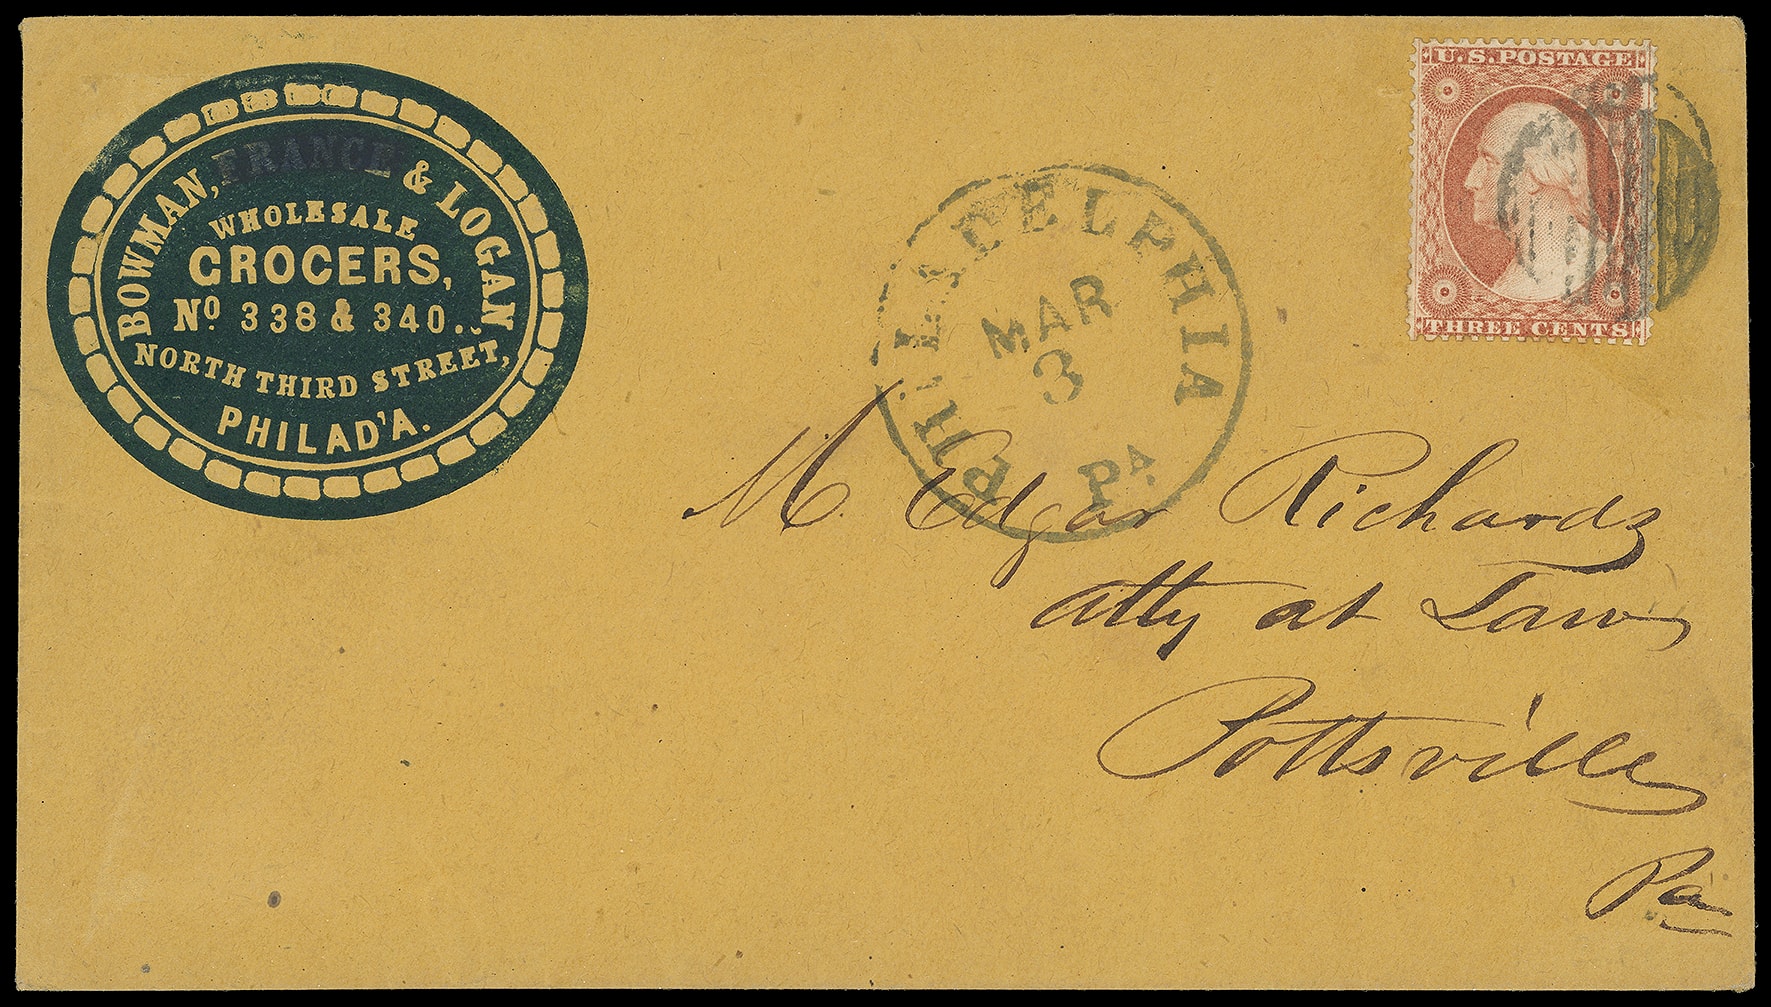 BOWMAN, FRANCE & LOGAN
WHOLESALE
GROCERS,
No 338 & 340..
NORTH THIRD STREET,
PHILAD'A.
U.S. POSTAGE
THREE CENTS
PHILADELPHIA Pa
MAR
3
M. Edgar Richards
atty at Law
Pottsville
Pa